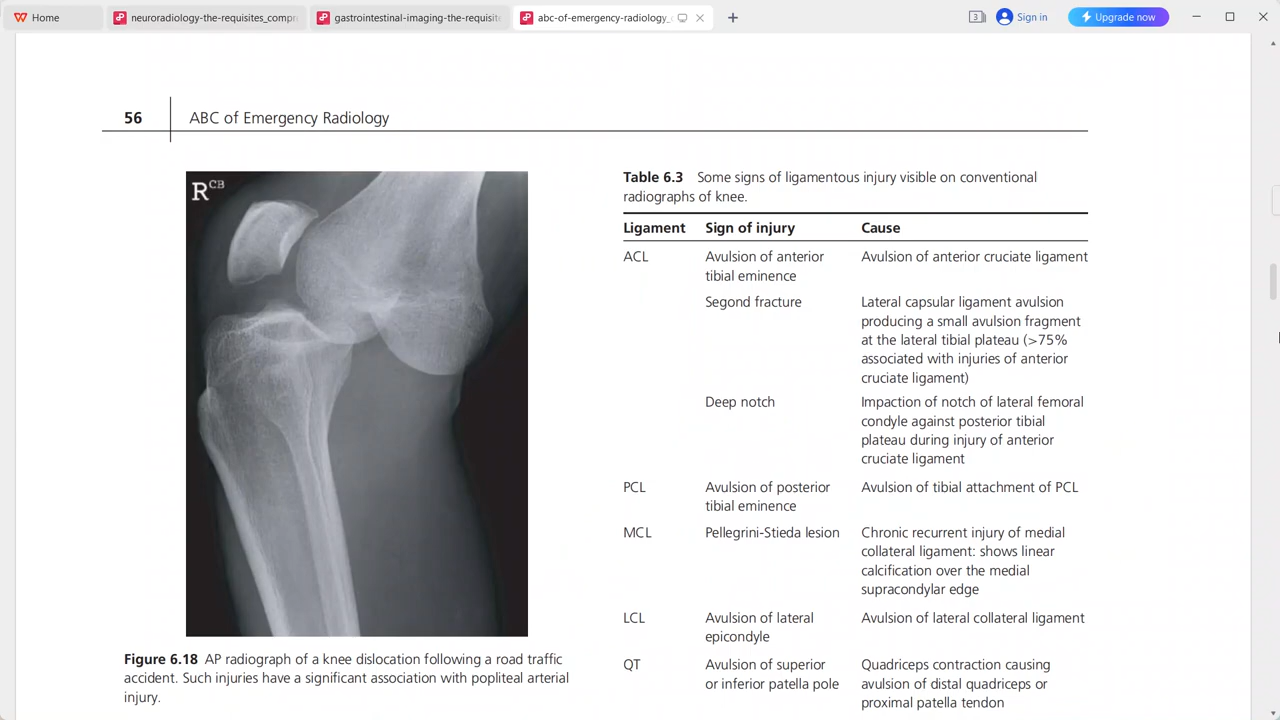 Home
neuroradiology-the-requisites_compr
gastrointestinal-imaging-the-requisite
abc-of-emergency-radiology_
3
Sign in
Upgrade now
56
ABC of Emergency Radiology
R CB
Figure 6.18 AP radiograph of a knee dislocation following a road traffic
accident. Such injuries have a significant association with popliteal arterial
injury.
Table 6.3 Some signs of ligamentous injury visible on conventional
radiographs of knee.
Ligament Sign of injury Cause
ACL Avulsion of anterior Avulsion of anterior cruciate ligament
tibial eminence
Segond fracture Lateral capsular ligament avulsion
producing a small avulsion fragment
at the lateral tibial plateau (>75%
associated with injuries of anterior
cruciate ligament)
Deep notch Impaction of notch of lateral femoral
condyle against posterior tibial
plateau during injury of anterior
cruciate ligament
PCL Avulsion of posterior Avulsion of tibial attachment of PCL
tibial eminence
MCL Pellegrini-Stieda lesion Chronic recurrent injury of medial
collateral ligament: shows linear
calcification over the medial
supracondylar edge
LCL Avulsion of lateral Avulsion of lateral collateral ligament
epicondyle
QT Avulsion of superior Quadriceps contraction causing
or inferior patella pole avulsion of distal quadriceps or
proximal patella tendon